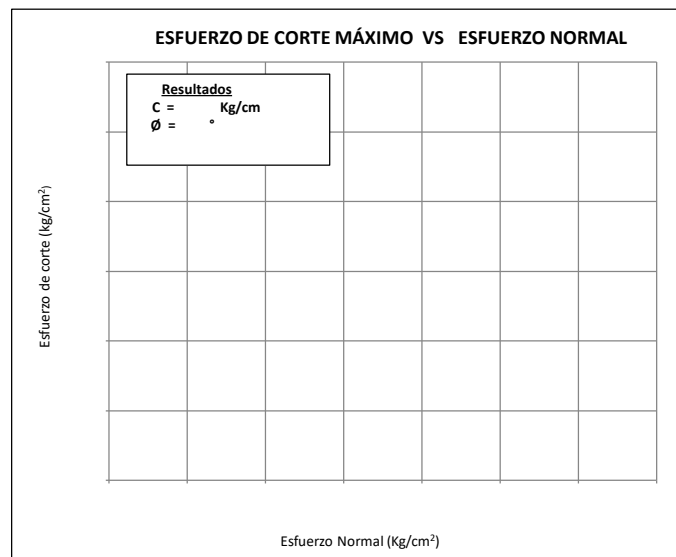 ESFUERZO DE CORTE MÁXIMO VS ESFUERZO NORMAL
Resultados
C = Kg/cm
Ø = °
Esfuerzo de corte (kg/cm²)
Esfuerzo Normal (Kg/cm²)